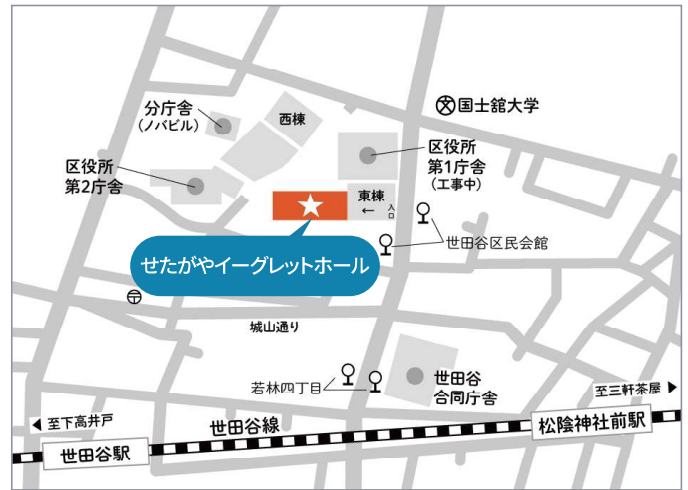 国士舘大学
分庁舎
(ノバビル)
西棟
区役所
第1庁舎
(工事中)
区役所
第2庁舎
東棟
←
入口
世田谷区民会館
せたがやイーグレットホール
城山通り
若林四丁目
世田谷
合同庁舎
至三軒茶屋
至下高井戸
世田谷線
松陰神社前駅
世田谷駅